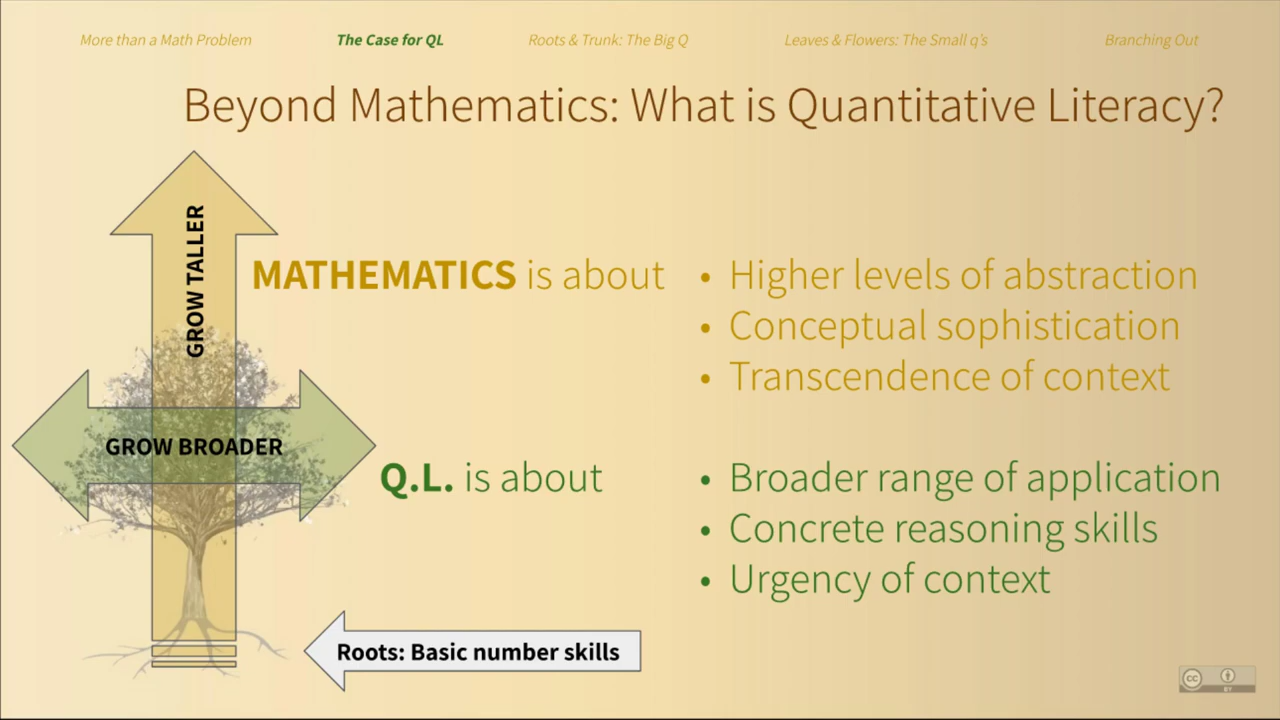 More than a Math Problem
The Case for QL
Roots & Trunk: The Big Q
Leaves & Flowers: The Small q's
Branching Out
Beyond Mathematics: What is Quantitative Literacy?
GROW TALLER
MATHEMATICS is about
• Higher levels of abstraction
• Conceptual sophistication
• Transcendence of context
GROW BROADER
Q.L. is about
• Broader range of application
• Concrete reasoning skills
• Urgency of context
Roots: Basic number skills
cc
BY